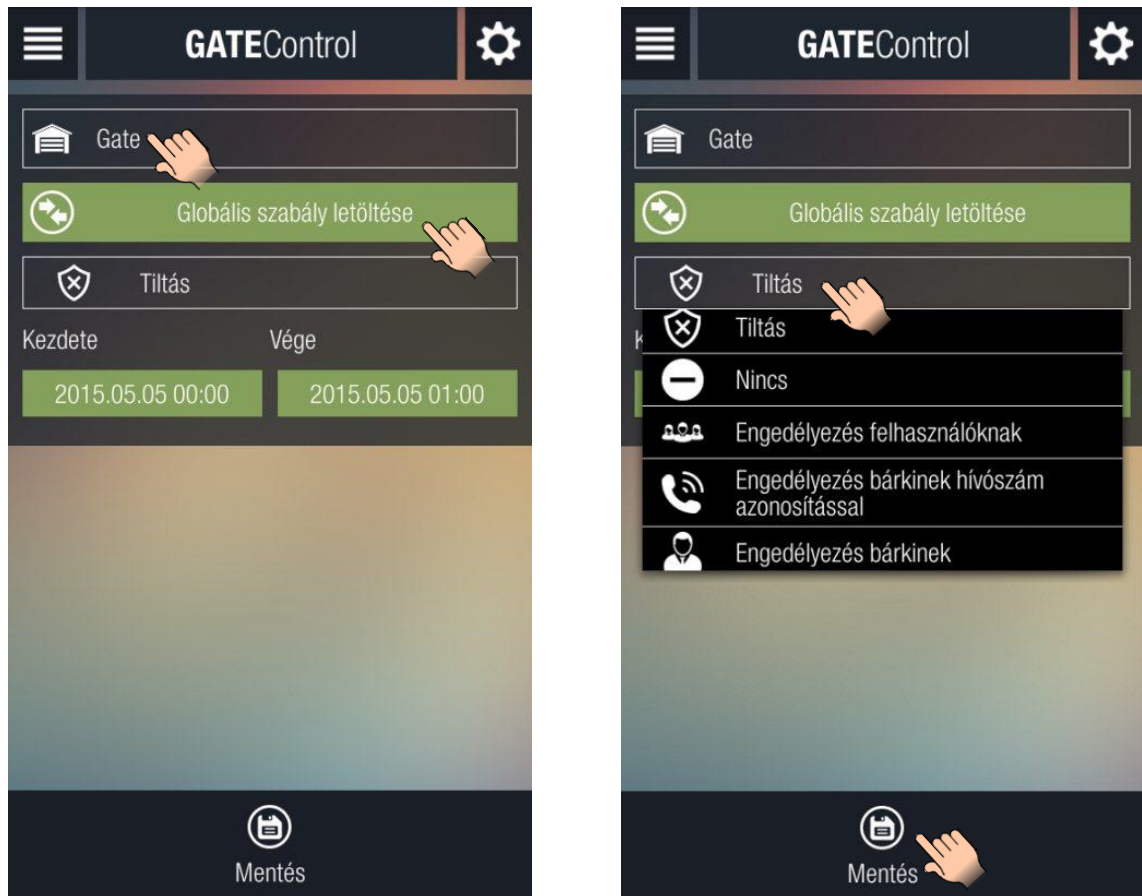 GATEControl
Gate
Globális szabály letöltése
Tiltás
Kezdete Vége
2015.05.05 00:00 2015.05.05 01:00
Mentés
GATEControl
Gate
Globális szabály letöltése
Tiltás
Tiltás
Nincs
Engedélyezés felhasználóknak
Engedélyezés bárkinek hívószám
azonosítással
Engedélyezés bárkinek
Mentés